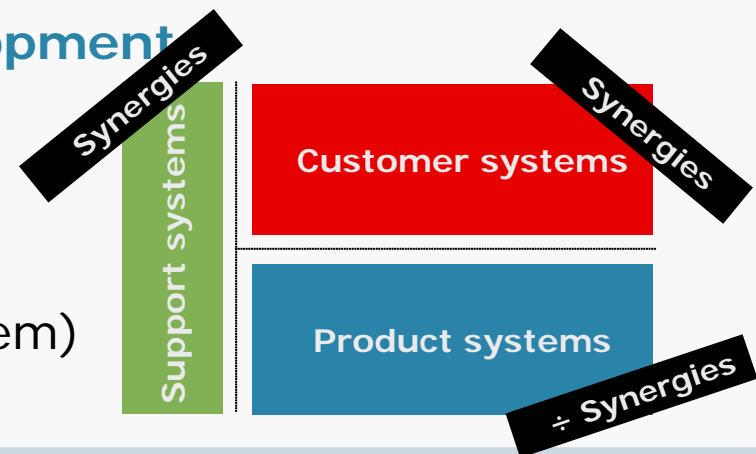 opment
Synergies
Synergies
Support systems
Customer systems
em)
Product systems
÷ Synergies